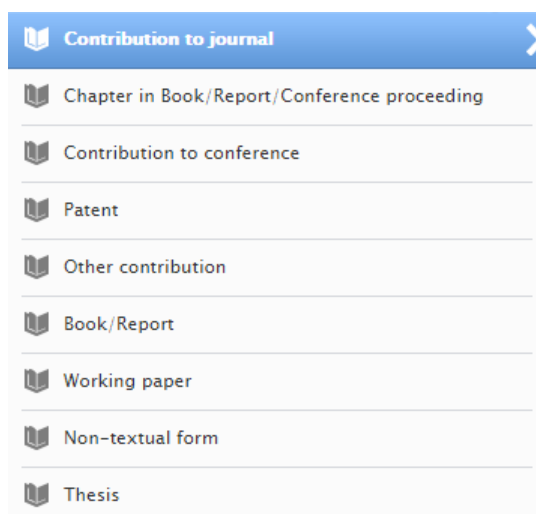 Contribution to journal
Chapter in Book/Report/Conference proceeding
Contribution to conference
Patent
Other contribution
Book/Report
Working paper
Non-textual form
Thesis